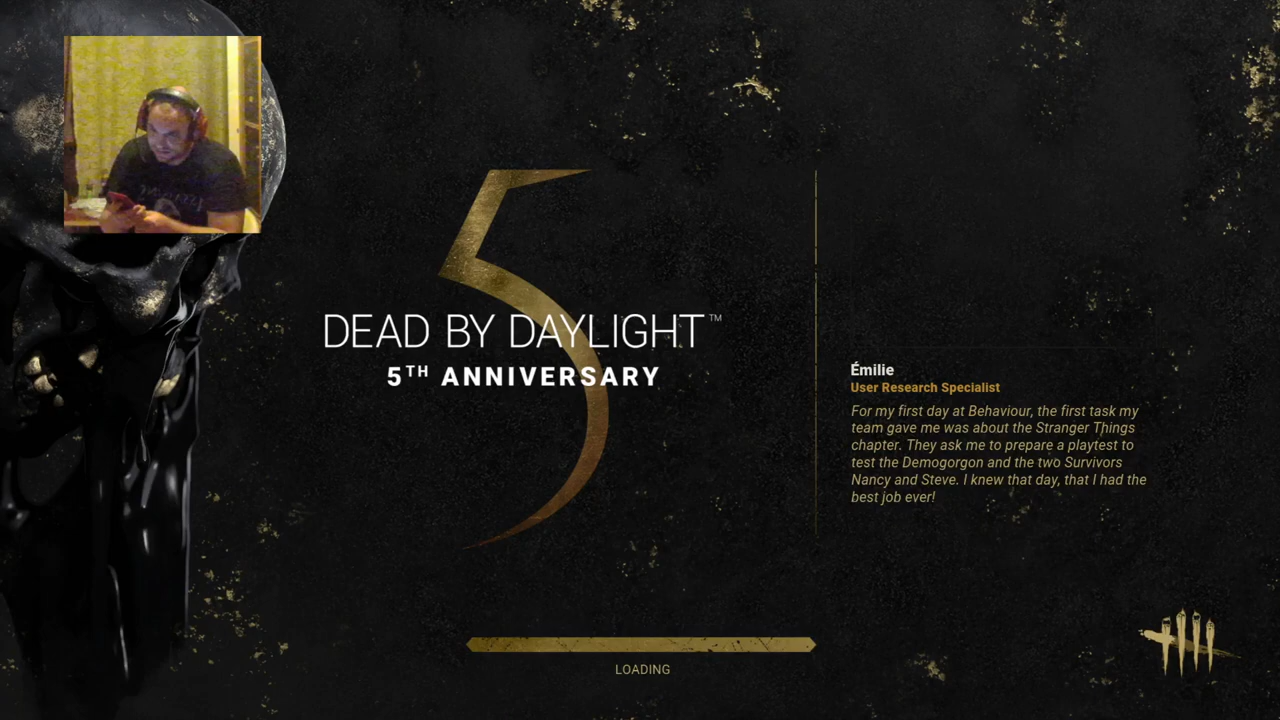 DEAD BY DAYLIGHT™
5TH ANNIVERSARY
Émilie
User Research Specialist
For my first day at Behaviour, the first task my
team gave me was about the Stranger Things
chapter. They ask me to prepare a playtest to
test the Demogorgon and the two Survivors
Nancy and Steve. I knew that day, that I had the
best job ever!
LOADING